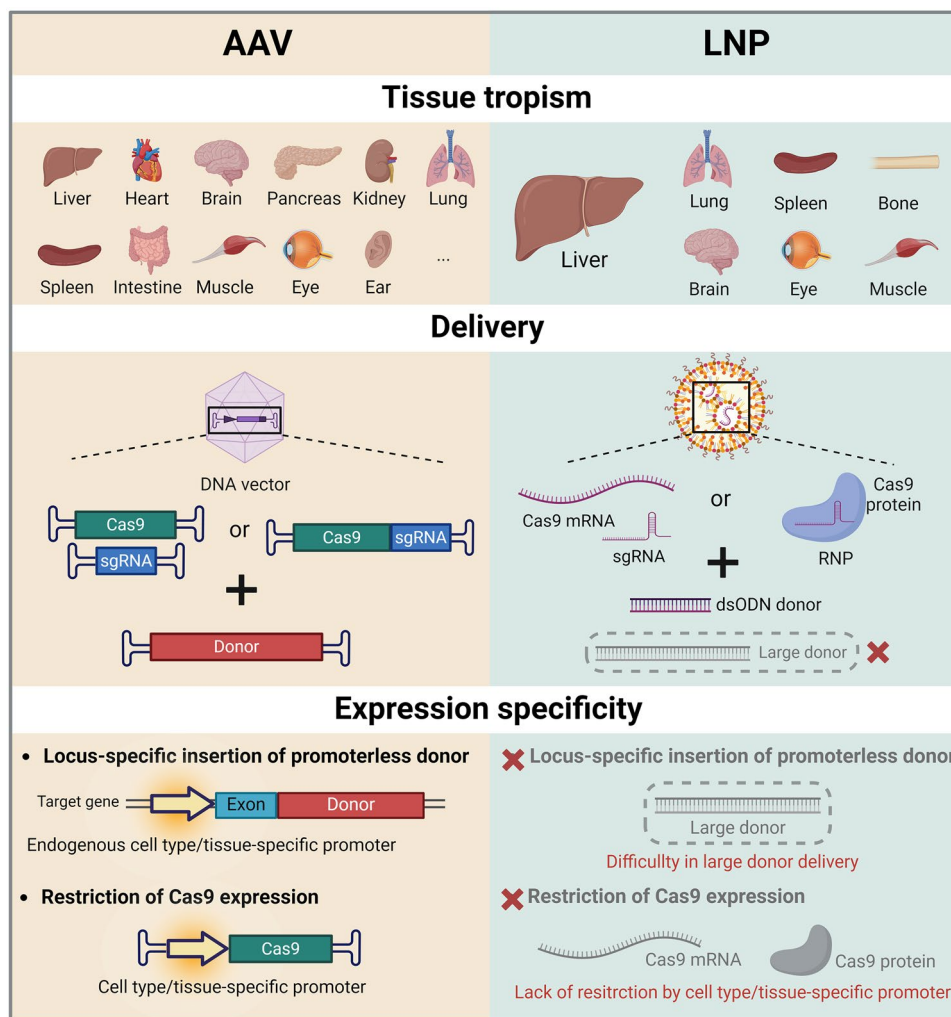 AAV
LNP
Tissue tropism
Liver
Heart
Brain
Pancreas
Kidney
Lung
Spleen
Intestine
Muscle
Eye
Ear
...
Liver
Lung
Spleen
Bone
Brain
Eye
Muscle
Delivery
DNA vector
Cas9
sgRNA
or
Cas9
sgRNA
+
Donor
Cas9 mRNA
sgRNA
or
Cas9
protein
RNP
+
dsODN donor
Large donor
Expression specificity
• Locus-specific insertion of promoterless donor
Target gene
Exon
Donor
Endogenous cell type/tissue-specific promoter
• Restriction of Cas9 expression
Cas9
Cell type/tissue-specific promoter
Locus-specific insertion of promoterless donor
Large donor
Difficullty in large donor delivery
Restriction of Cas9 expression
Cas9 mRNA
Cas9 protein
Lack of resitrction by cell type/tissue-specific promoter